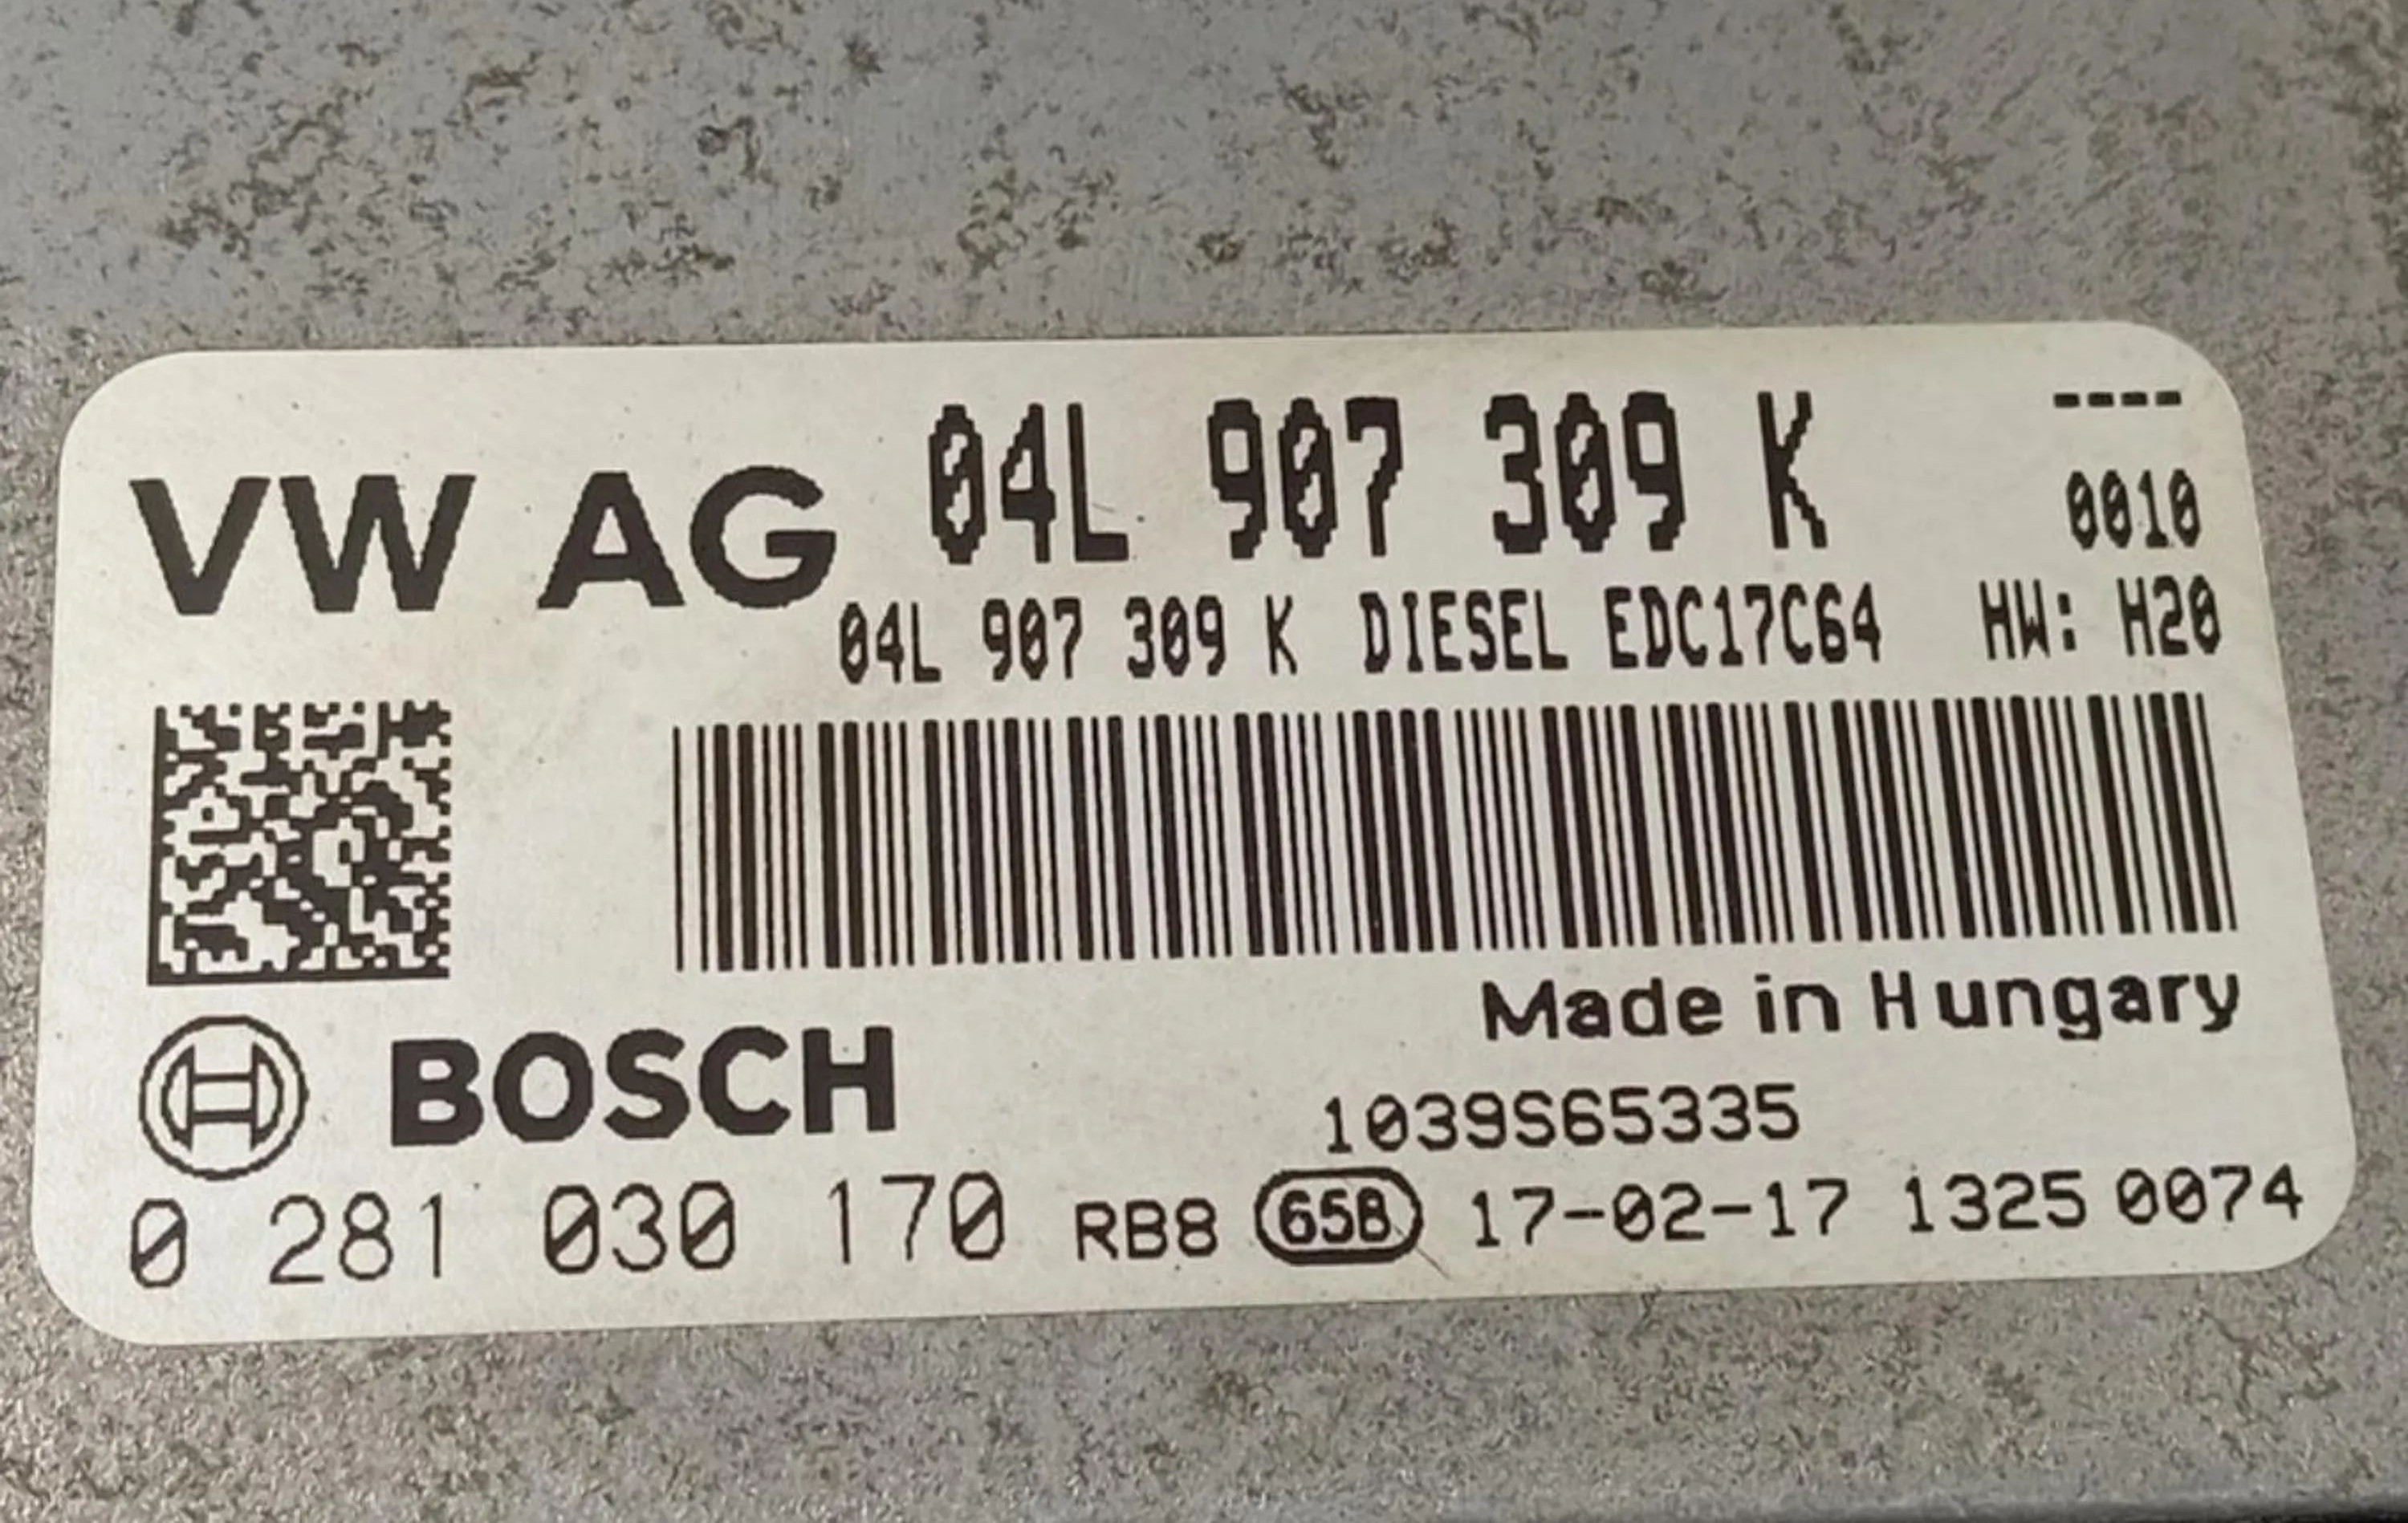 VW AG 04L 907 309 K ----
0010
04L 907 309 K DIESEL EDC17C64 HW: H20
Made in Hungary
BOSCH
1039S65335
0 281 030 170 RB8 65B 17-02-17 1325 0074